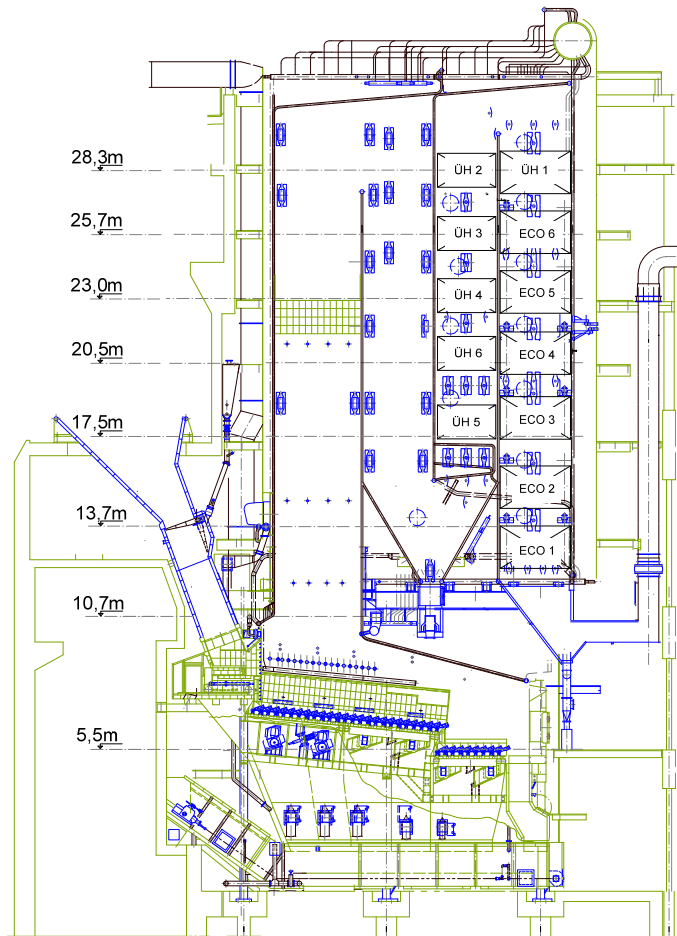 28,3m
ÜH 2
ÜH 1
25,7m
ÜH 3
ECO 6
23,0m
ÜH 4
ECO 5
20,5m
ÜH 6
ECO 4
17,5m
ÜH 5
ECO 3
ECO 2
13,7m
ECO 1
10,7m
5,5m